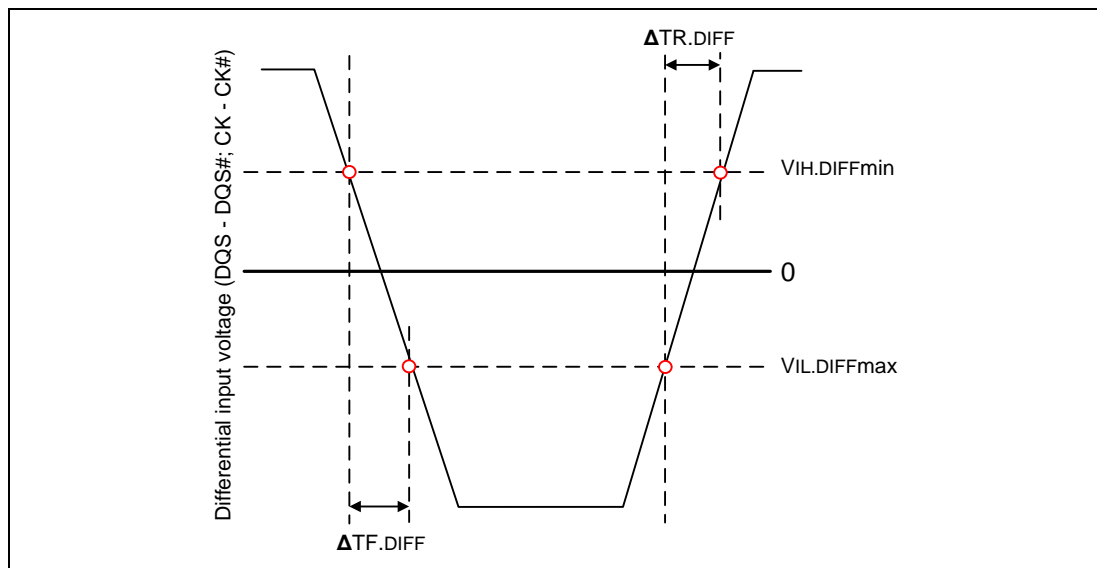 ΔTR.DIFF
Differential input voltage (DQS - DQS#; CK - CK#)
VIH.DIFFmin
0
VIL.DIFFmax
ΔTF.DIFF